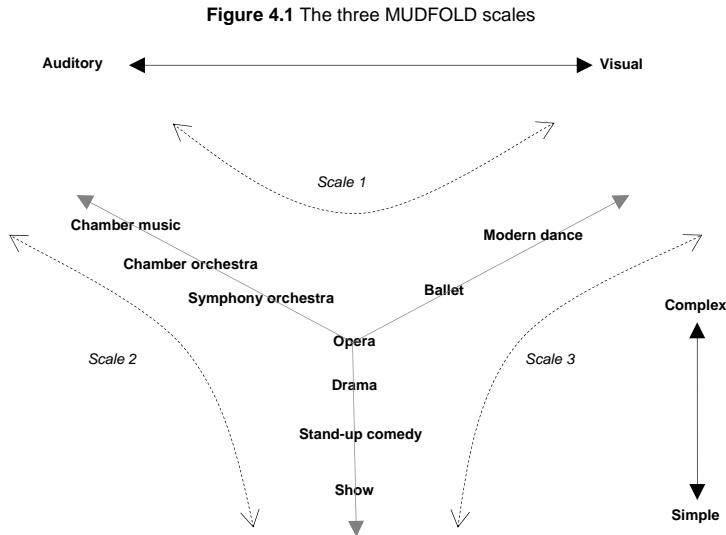 Figure 4.1 The three MUDFOLD scales
Auditory
Visual
Scale 1
Chamber music
Modern dance
Chamber orchestra
Ballet
Symphony orchestra
Complex
Opera
Scale 2
Scale 3
Drama
Stand-up comedy
Show
Simple